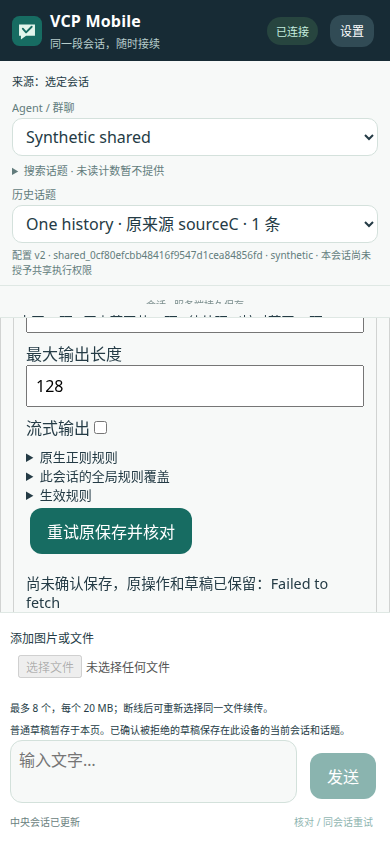 VCP Mobile
同一段会话，随时接续
已连接
设置
来源：选定会话
Agent / 群聊
Synthetic shared
搜索话题 · 未读计数暂不提供
历史话题
One history · 原来源 sourceC · 1 条
配置 v2 · shared_0cf80efcbb48416f9547d1cea84856fd · synthetic · 本会话尚未
授予共享执行权限
最大输出长度
128
流式输出
原生正则规则
此会话的全局规则覆盖
生效规则
重试原保存并核对
尚未确认保存，原操作和草稿已保留：Failed to
fetch
添加图片或文件
选择文件 未选择任何文件
最多 8 个，每个 20 MB；断线后可重新选择同一文件续传。
普通草稿暂存于本页。已确认被拒绝的草稿保存在此设备的当前会话和话题。
输入文字...
发送
中央会话已更新
核对 / 同会话重试